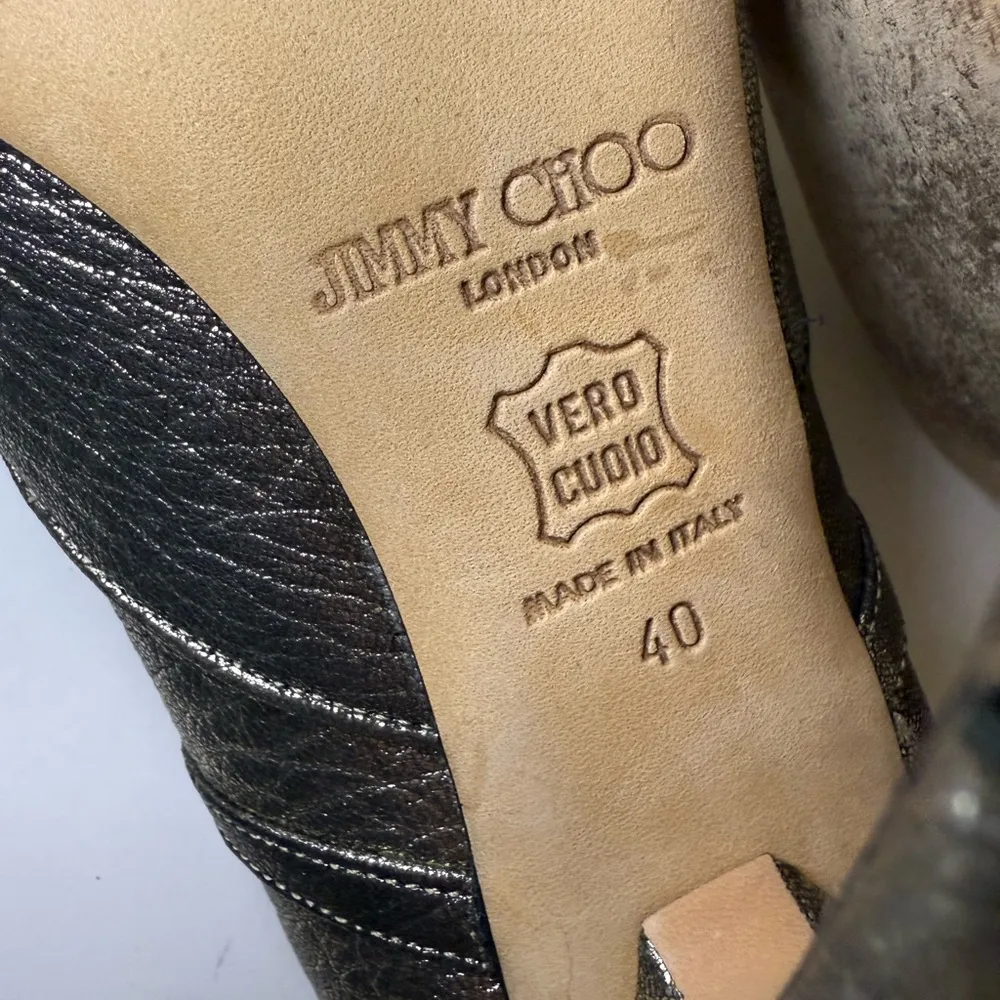 JIMMY CHOO
LONDON
VERO
CUOIO
MADE IN ITALY
40